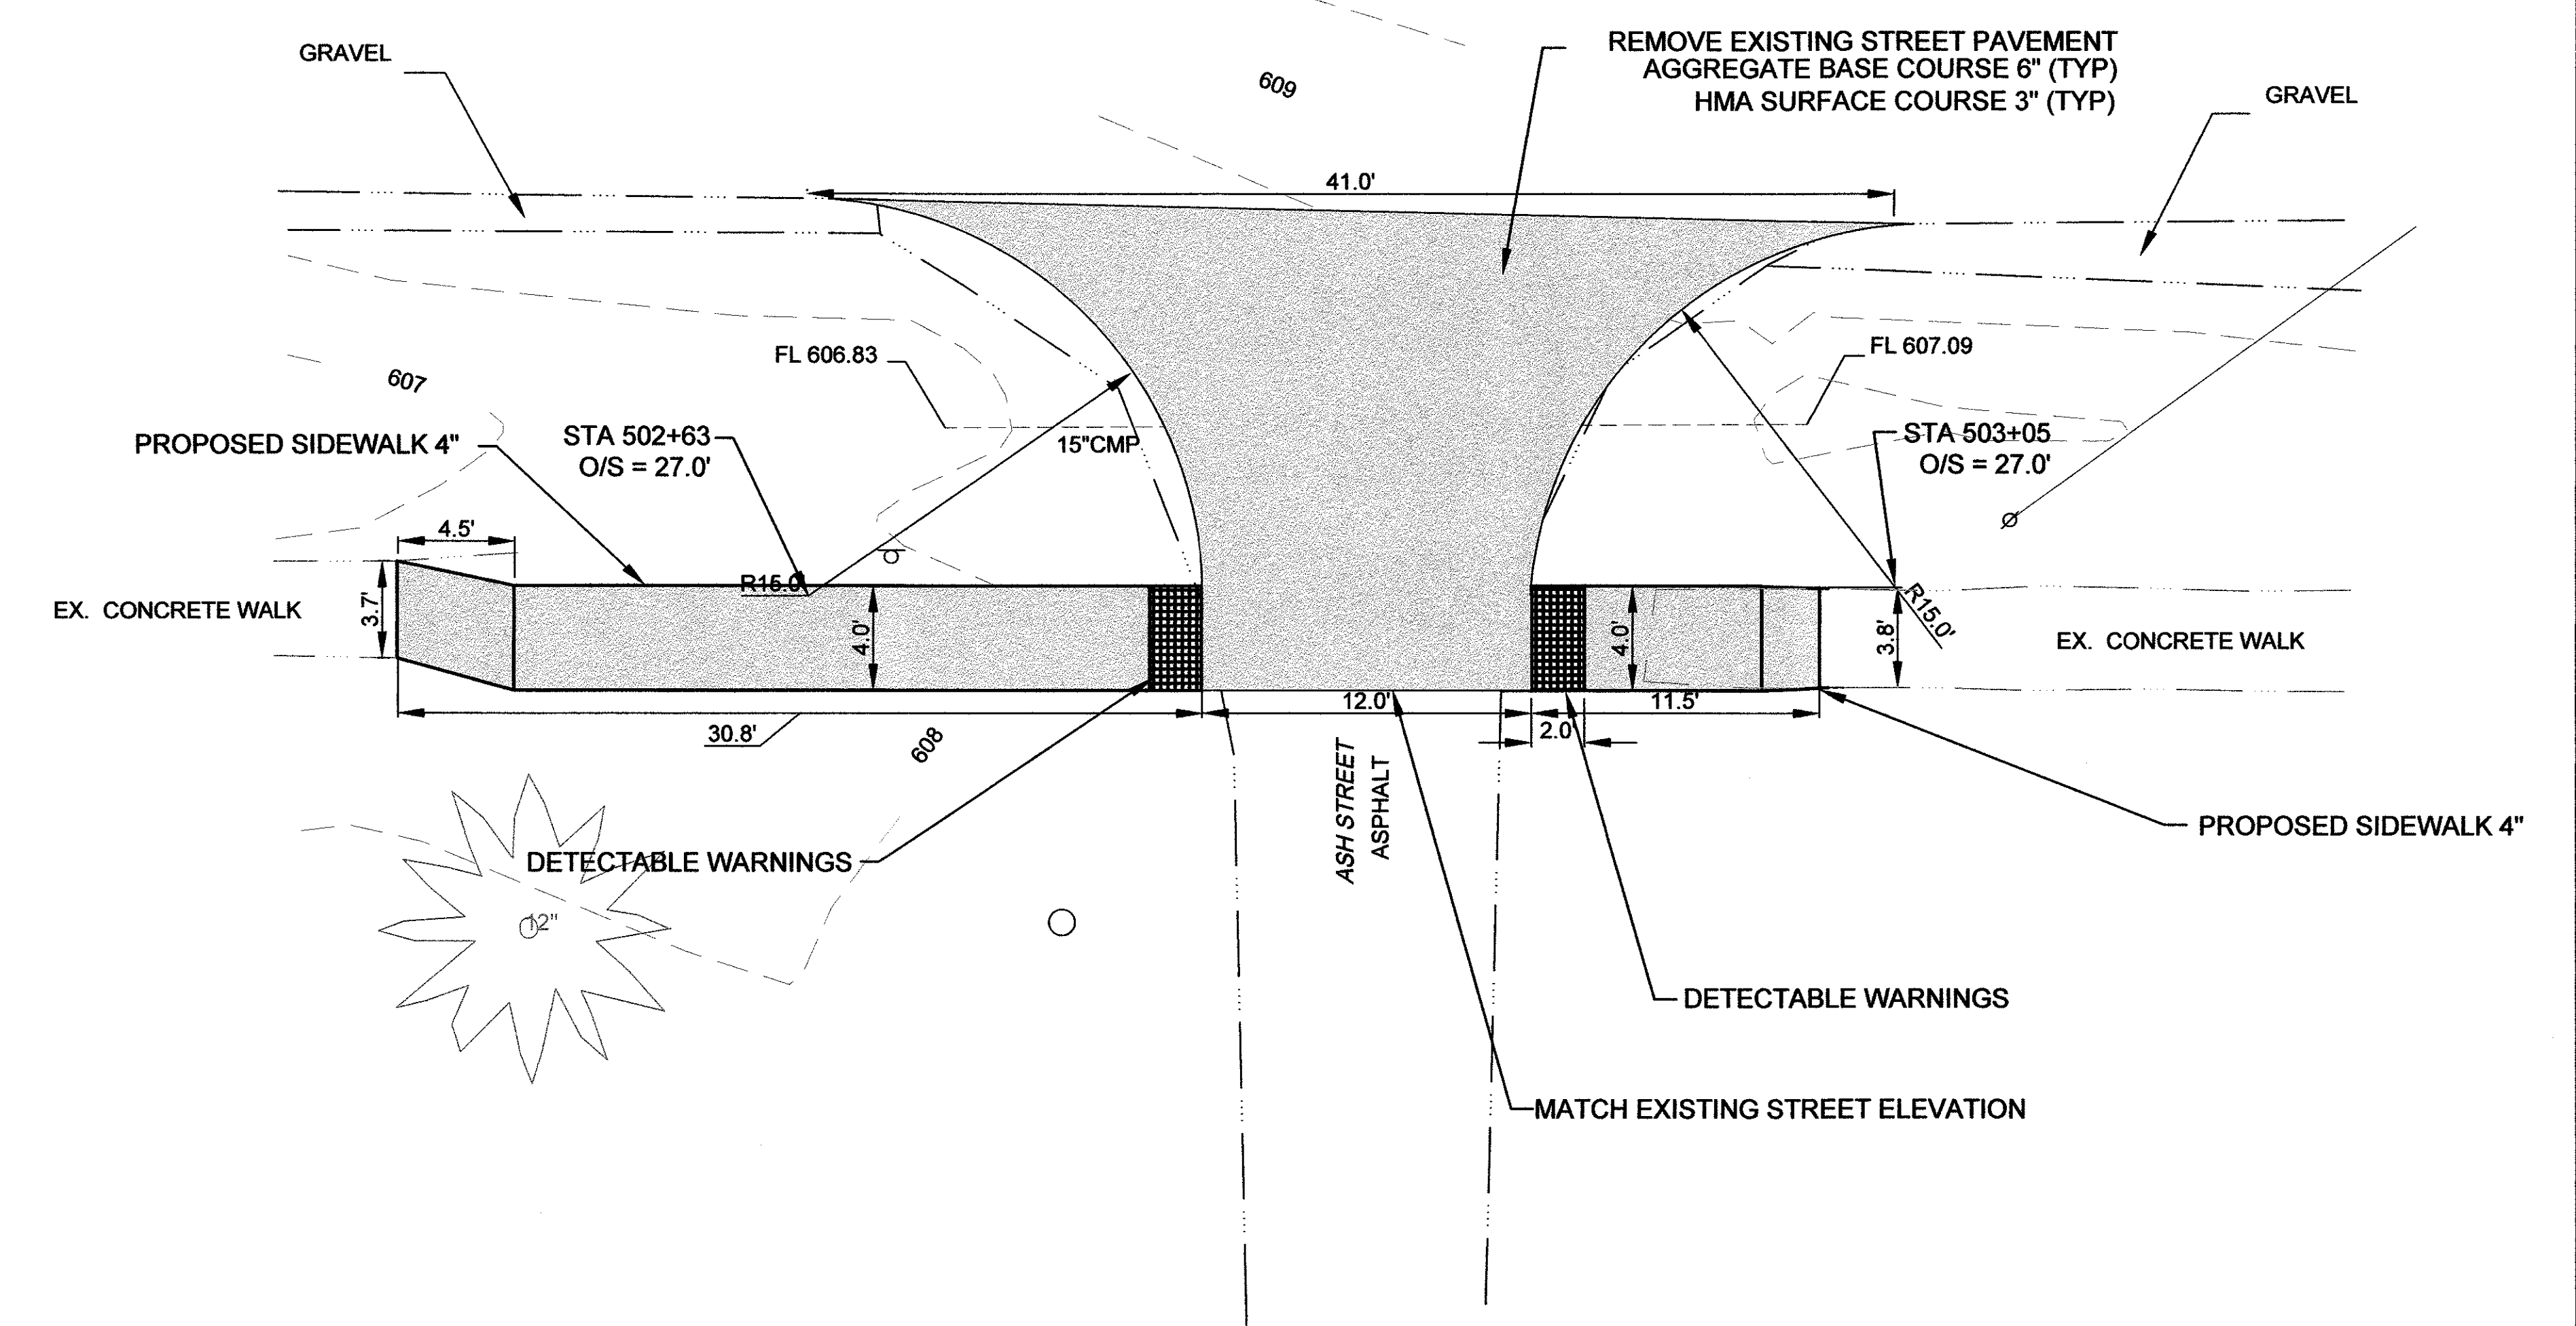 GRAVEL
REMOVE EXISTING STREET PAVEMENT
AGGREGATE BASE COURSE 6" (TYP)
HMA SURFACE COURSE 3" (TYP)
GRAVEL
609
41.0'
FL 606.83
FL 607.09
607
PROPOSED SIDEWALK 4"
STA 502+63
O/S = 27.0'
15"CMP
STA 503+05
O/S = 27.0'
4.5'
R15.0'
R15.0'
EX. CONCRETE WALK
3.7'
4.0'
4.0'
3.8'
EX. CONCRETE WALK
30.8'
12.0'
11.5'
2.0'
608
ASH STREET
ASPHALT
DETECTABLE WARNINGS
PROPOSED SIDEWALK 4"
12"
DETECTABLE WARNINGS
MATCH EXISTING STREET ELEVATION